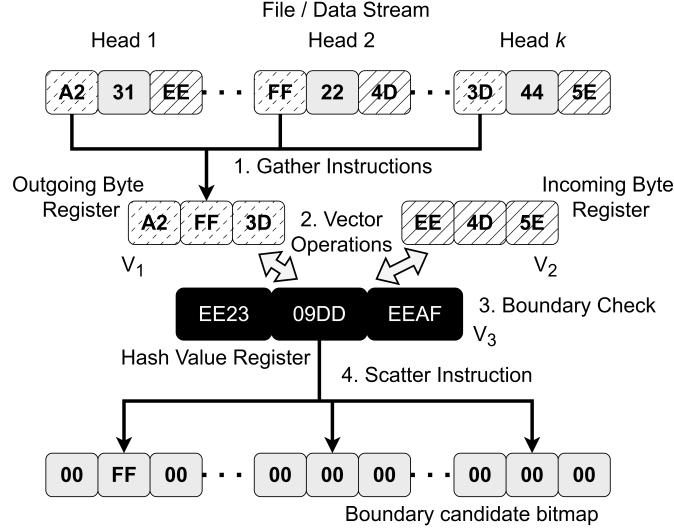 File / Data Stream
Head 1 Head 2 Head k
A2 31 EE · · · FF 22 4D · · · 3D 44 5E
1. Gather Instructions
Outgoing Byte
Register
A2 FF 3D
2. Vector
Operations
Incoming Byte
Register
EE 4D 5E
V1
V2
EE23 09DD EEAF
3. Boundary Check
V3
Hash Value Register
4. Scatter Instruction
00 FF 00 · · · 00 00 00 · · · 00 00 00
Boundary candidate bitmap